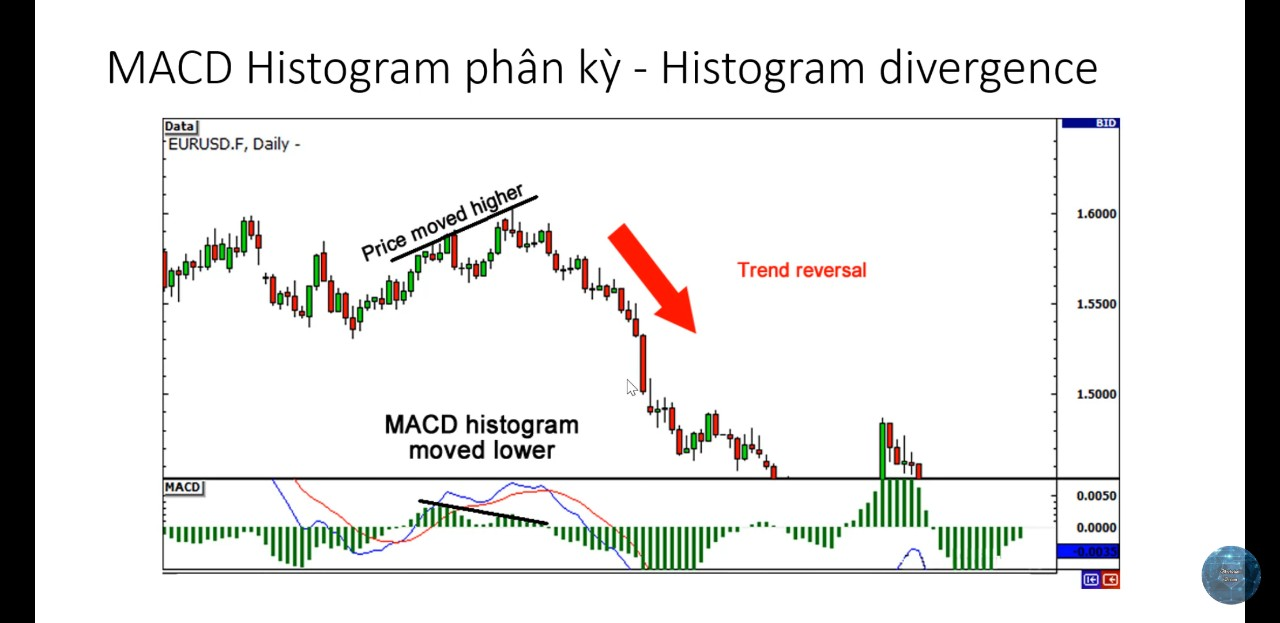 MACD Histogram phân kỳ - Histogram divergence
Data
BID
EURUSD.F, Daily -
Price moved higher
1.6000
Trend reversal
1.5500
1.5000
MACD histogram
moved lower
MACD
0.0050
0.0000
-0.0035